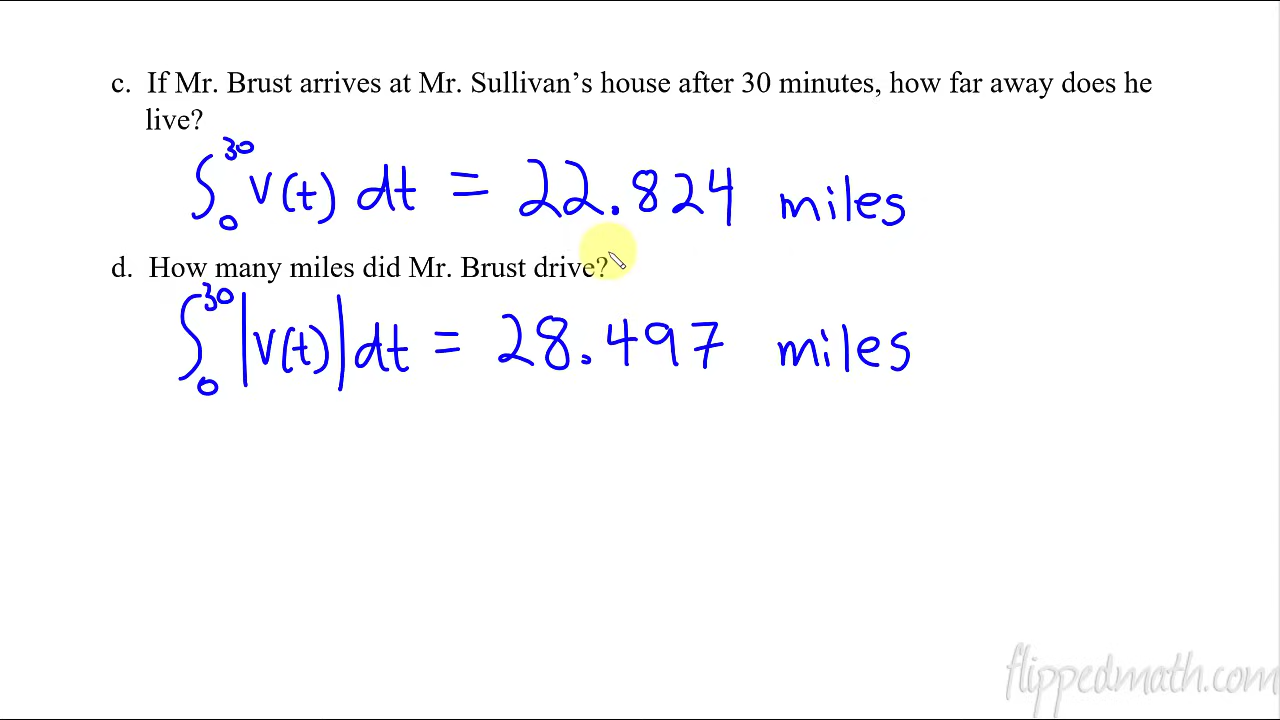 c. If Mr. Brust arrives at Mr. Sullivan’s house after 30 minutes, how far away does he
live?
∫₀³⁰ v(t) dt = 22.824 miles
d. How many miles did Mr. Brust drive?
∫₀³⁰ |v(t)| dt = 28.497 miles
flippedmath.com